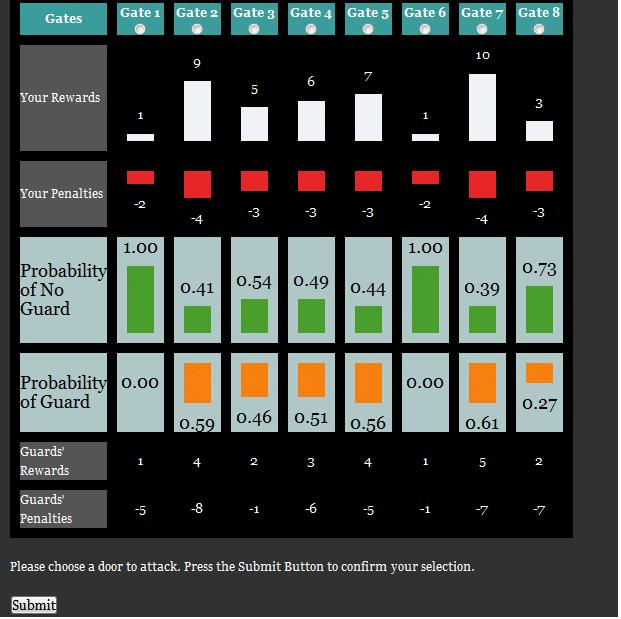 Gates Gate 1 Gate 2 Gate 3 Gate 4 Gate 5 Gate 6 Gate 7 Gate 8
Your Rewards 1 9 5 6 7 1 10 3
Your Penalties -2 -4 -3 -3 -3 -2 -4 -3
Probability
of No
Guard
1.00 0.41 0.54 0.49 0.44 1.00 0.39 0.73
Probability
of Guard
0.00 0.59 0.46 0.51 0.56 0.00 0.61 0.27
Guards'
Rewards
1 4 2 3 4 1 5 2
Guards'
Penalties
-5 -8 -1 -6 -5 -1 -7 -7
Please choose a door to attack. Press the Submit Button to confirm your selection.
Submit